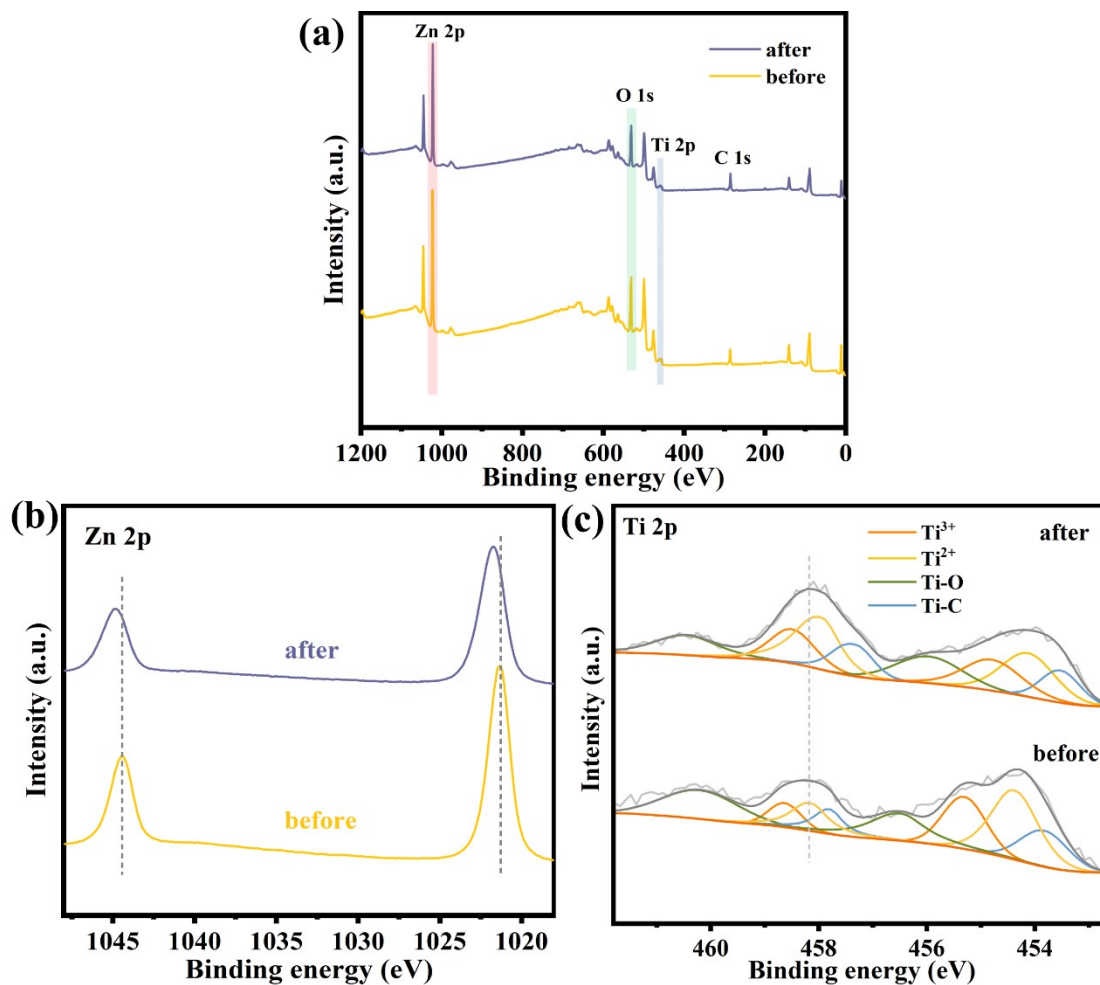 (a)
Zn 2p
after
before
O 1s
Ti 2p
C 1s
Intensity (a.u.)
1200 1000 800 600 400 200 0
Binding energy (eV)
(b)
Zn 2p
after
before
Intensity (a.u.)
1045 1040 1035 1030 1025 1020
Binding energy (eV)
(c)
Ti 2p
Ti³⁺
Ti²⁺
Ti-O
Ti-C
after
before
Intensity (a.u.)
460 458 456 454
Binding energy (eV)